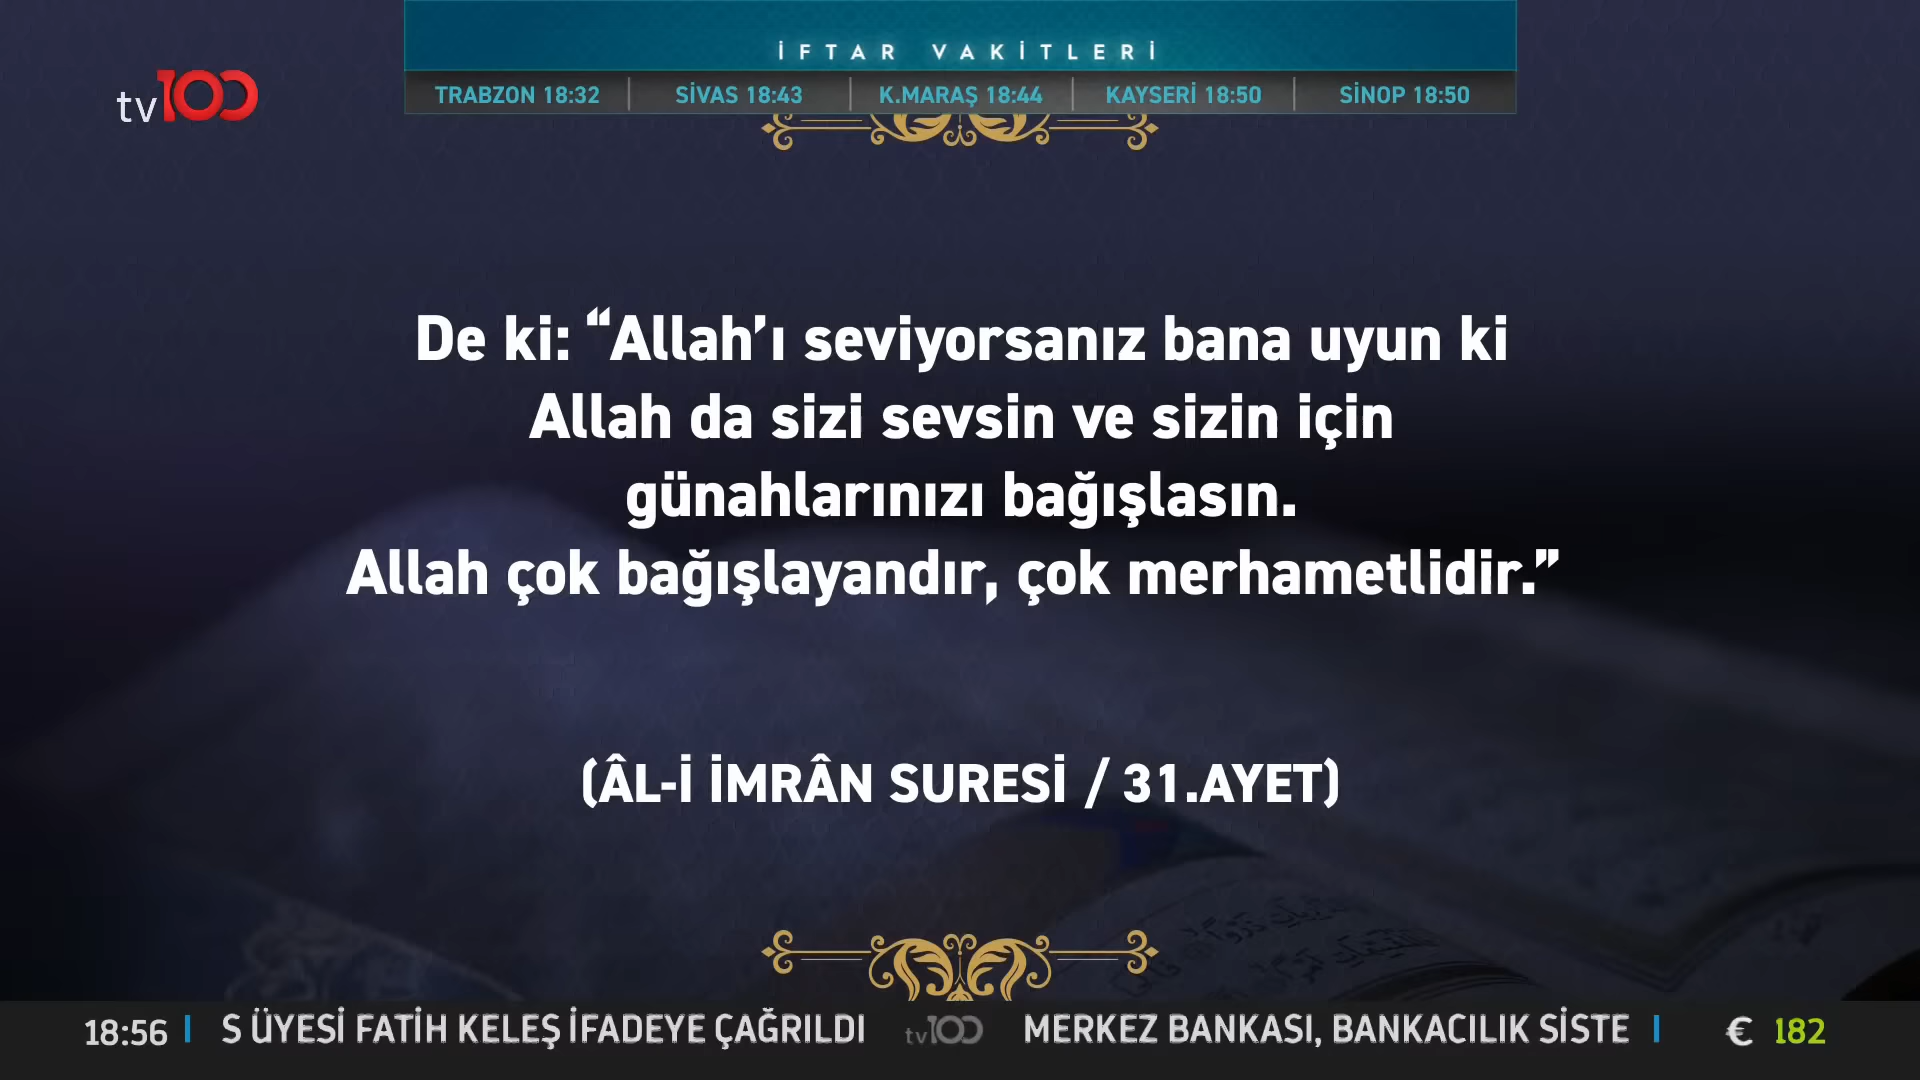 İFTAR VAKİTLERİ
tv100
TRABZON 18:32
SİVAS 18:43
K.MARAŞ 18:44
KAYSERİ 18:50
SİNOP 18:50
De ki: “Allah’ı seviyorsanız bana uyun ki
Allah da sizi sevsin ve sizin için
günahlarınızı bağışlasın.
Allah çok bağışlayandır, çok merhametlidir.”
(ÂL-İ İMRÂN SURESİ / 31.AYET)
18:56
S ÜYESİ FATİH KELEŞ İFADEYE ÇAĞRILDI tv100 MERKEZ BANKASI, BANKACILIK SİSTE
€ 182